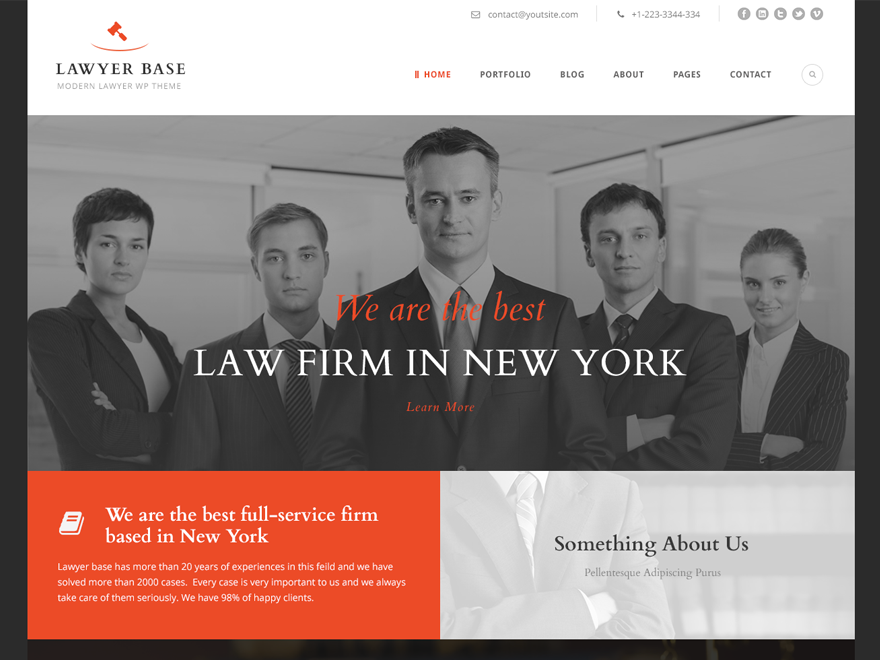 contact@youtsite.com
+1-223-3344-334
LAWYER BASE
MODERN LAWYER WP THEME
HOME
PORTFOLIO
BLOG
ABOUT
PAGES
CONTACT
We are the best
LAW FIRM IN NEW YORK
Learn More
We are the best full-service firm
based in New York
Lawyer base has more than 20 years of experiences in this feild and we have
solved more than 2000 cases. Every case is very important to us and we always
take care of them seriously. We have 98% of happy clients.
Something About Us
Pellentesque Adipiscing Purus